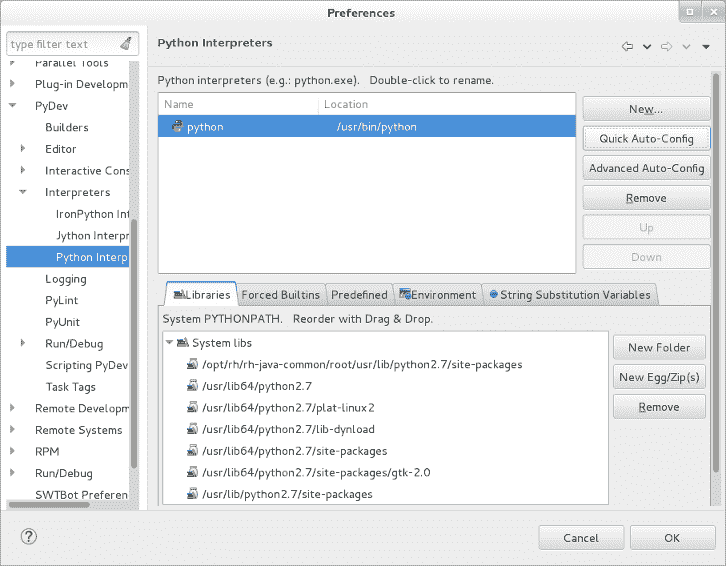 Preferences
type filter text
Parallel Tools
Plug-in Developm
PyDev
Builders
Editor
Interactive Cons
Interpreters
IronPython Int
Jython Interpr
Python Interp
Logging
PyLint
PyUnit
Run/Debug
Scripting PyDev
Task Tags
Remote Developm
Remote Systems
RPM
Run/Debug
SWTBot Preferen
Python Interpreters
Python interpreters (e.g.: python.exe). Double-click to rename.
Name Location
python /usr/bin/python
New...
Quick Auto-Config
Advanced Auto-Config
Remove
Up
Down
Libraries Forced Builtins Predefined Environment String Substitution Variables
System PYTHONPATH. Reorder with Drag & Drop.
System libs
/opt/rh/rh-java-common/root/usr/lib/python2.7/site-packages
/usr/lib64/python2.7
/usr/lib64/python2.7/plat-linux2
/usr/lib64/python2.7/lib-dynload
/usr/lib64/python2.7/site-packages
/usr/lib64/python2.7/site-packages/gtk-2.0
/usr/lib/python2.7/site-packages
New Folder
New Egg/Zip(s)
Remove
?
Cancel
OK